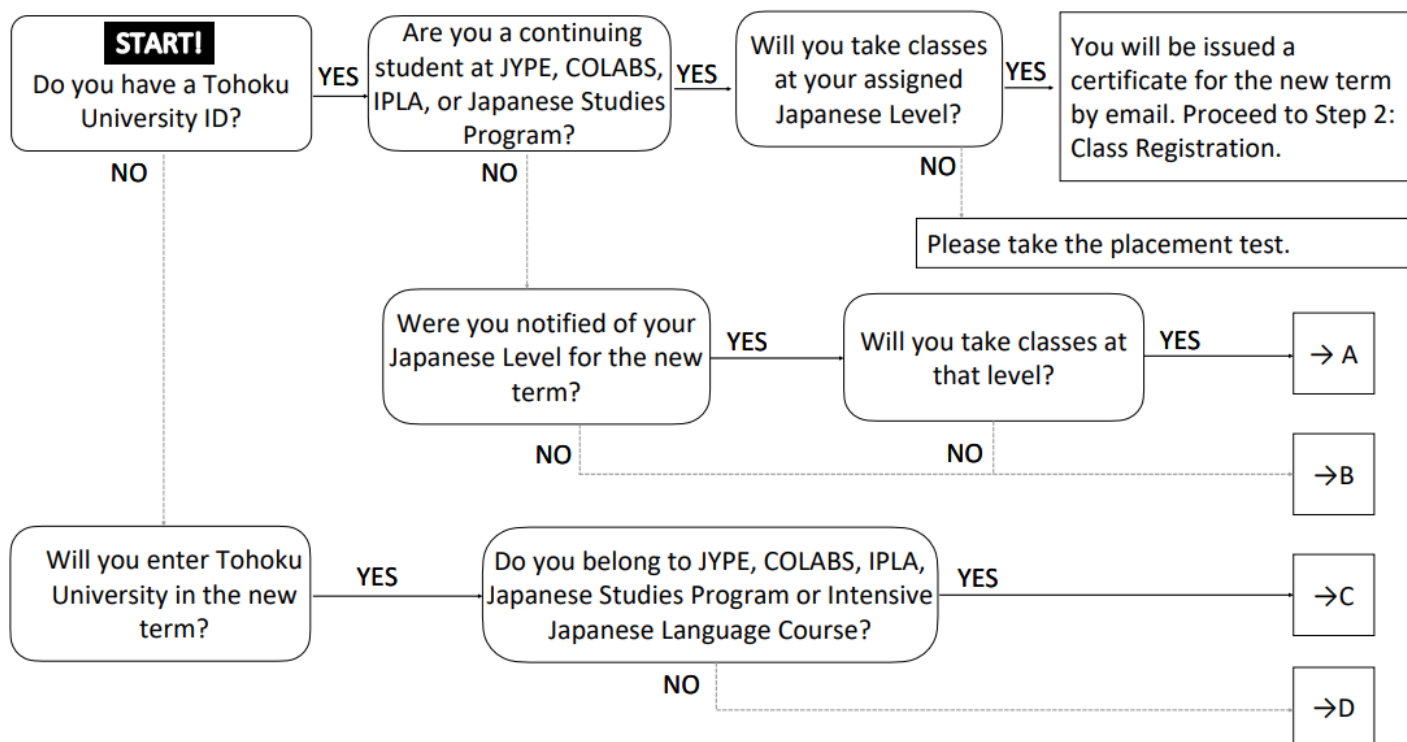 START!
Do you have a Tohoku
University ID?
YES
Are you a continuing
student at JYPE, COLABS,
IPLA, or Japanese Studies
Program?
YES
Will you take classes
at your assigned
Japanese Level?
YES
You will be issued a
certificate for the new term
by email. Proceed to Step 2:
Class Registration.
NO
NO
NO
Please take the placement test.
Were you notified of your
Japanese Level for the new
term?
YES
Will you take classes at
that level?
YES
→ A
NO
NO
→B
Will you enter Tohoku
University in the new
term?
YES
Do you belong to JYPE, COLABS, IPLA,
Japanese Studies Program or Intensive
Japanese Language Course?
YES
→C
NO
→D